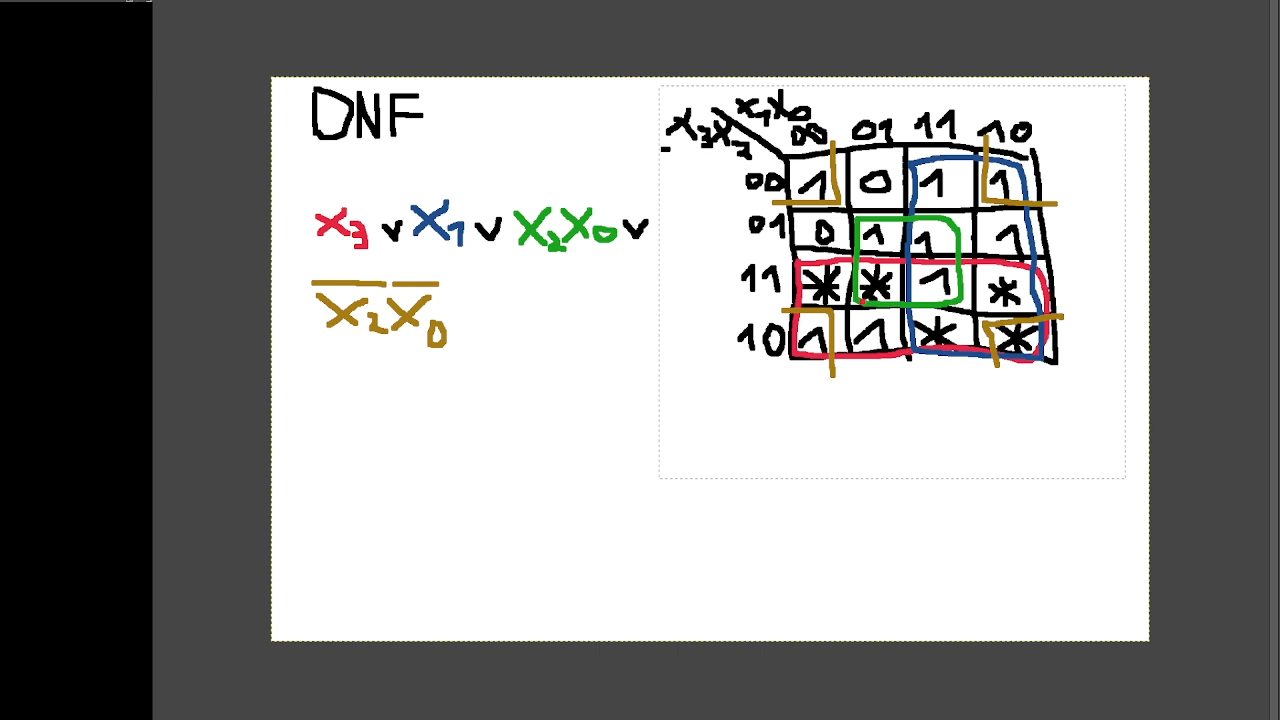 DNF
X₃ v X₁ v X₂X₀ v
X̅₂ X̅₀
X₁X₀
X₃X₂
00 01 11 10
00 1 0 1 1
01 0 1 1 1
11 * * 1 *
10 1 1 * *